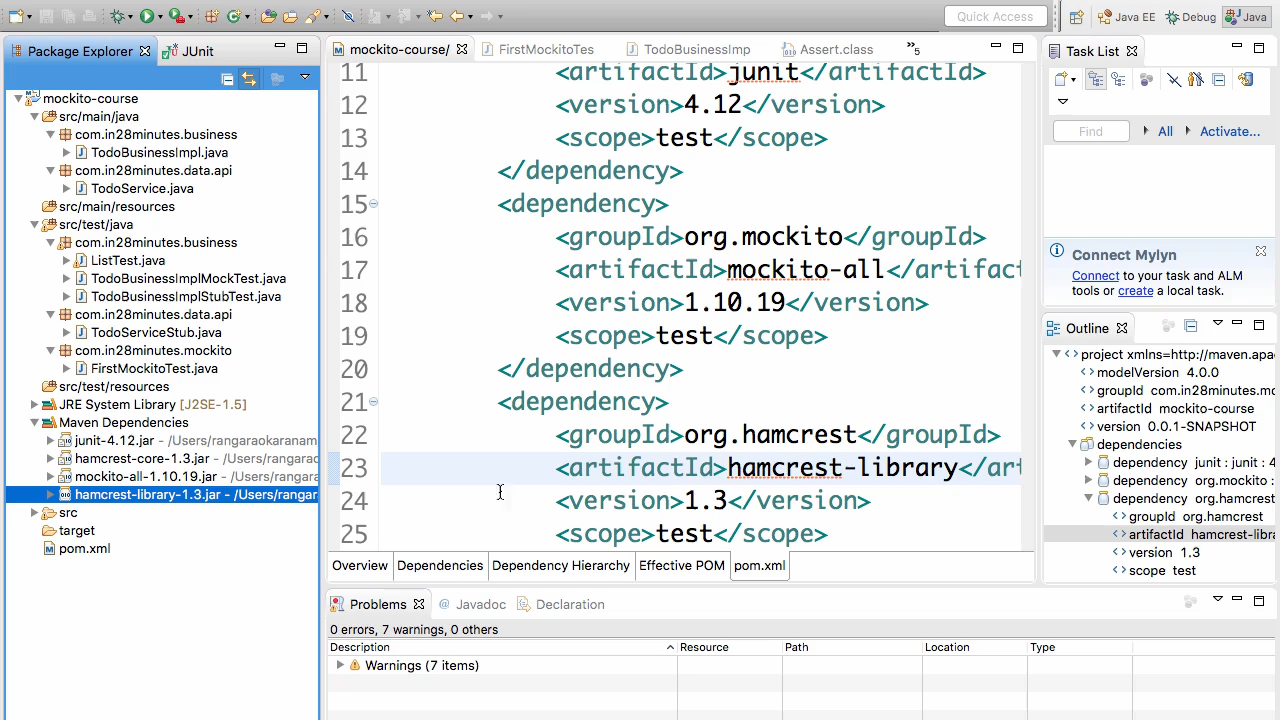 Quick Access
Java EE
Debug
Java
Package Explorer
JUnit
mockito-course
src/main/java
com.in28minutes.business
TodoBusinessImpl.java
com.in28minutes.data.api
TodoService.java
src/main/resources
src/test/java
com.in28minutes.business
ListTest.java
TodoBusinessImplMockTest.java
TodoBusinessImplStubTest.java
com.in28minutes.data.api
TodoServiceStub.java
com.in28minutes.mockito
FirstMockitoTest.java
src/test/resources
JRE System Library [J2SE-1.5]
Maven Dependencies
junit-4.12.jar - /Users/rangaraokaranam
hamcrest-core-1.3.jar - /Users/rangarao
mockito-all-1.10.19.jar - /Users/rangara
hamcrest-library-1.3.jar - /Users/rangar
src
target
pom.xml
mockito-course/
FirstMockitoTes
TodoBusinessImp
Assert.class
»5
11 <artifactId>junit</artifactId>
12 <version>4.12</version>
13 <scope>test</scope>
14 </dependency>
15 <dependency>
16 <groupId>org.mockito</groupId>
17 <artifactId>mockito-all</artifact
18 <version>1.10.19</version>
19 <scope>test</scope>
20 </dependency>
21 <dependency>
22 <groupId>org.hamcrest</groupId>
23 <artifactId>hamcrest-library</art
24 <version>1.3</version>
25 <scope>test</scope>
Overview
Dependencies
Dependency Hierarchy
Effective POM
pom.xml
Problems
@ Javadoc
Declaration
0 errors, 7 warnings, 0 others
Description
Resource
Path
Location
Type
Warnings (7 items)
Task List
Find
All
Activate...
Connect Mylyn
Connect to your task and ALM
tools or create a local task.
Outline
project xmlns=http://maven.apa
modelVersion 4.0.0
groupId com.in28minutes.m
artifactId mockito-course
version 0.0.1-SNAPSHOT
dependencies
dependency junit : junit : 4
dependency org.mockito :
dependency org.hamcrest
groupId org.hamcrest
artifactId hamcrest-libra
version 1.3
scope test